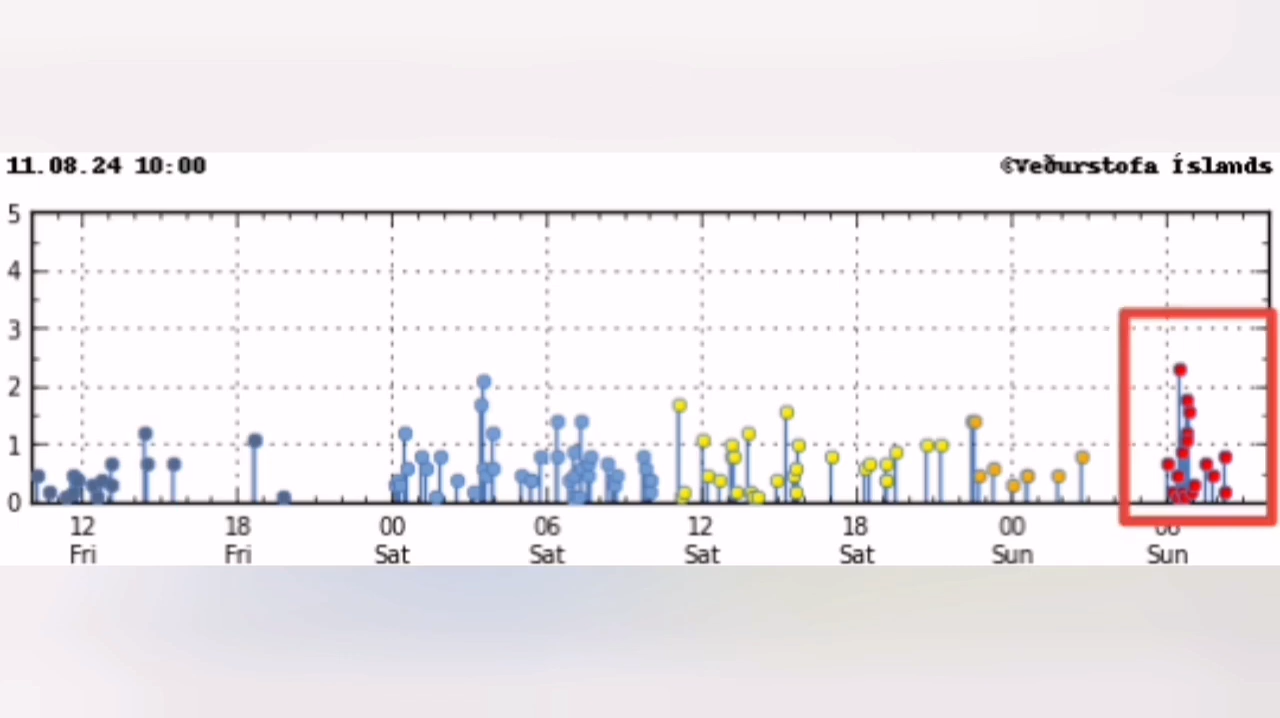 11.08.24 10:00
©Veðurstofa Íslands
5
4
3
2
1
0
12 18 00 06 12 18 00 06
Fri Fri Sat Sat Sat Sat Sun Sun